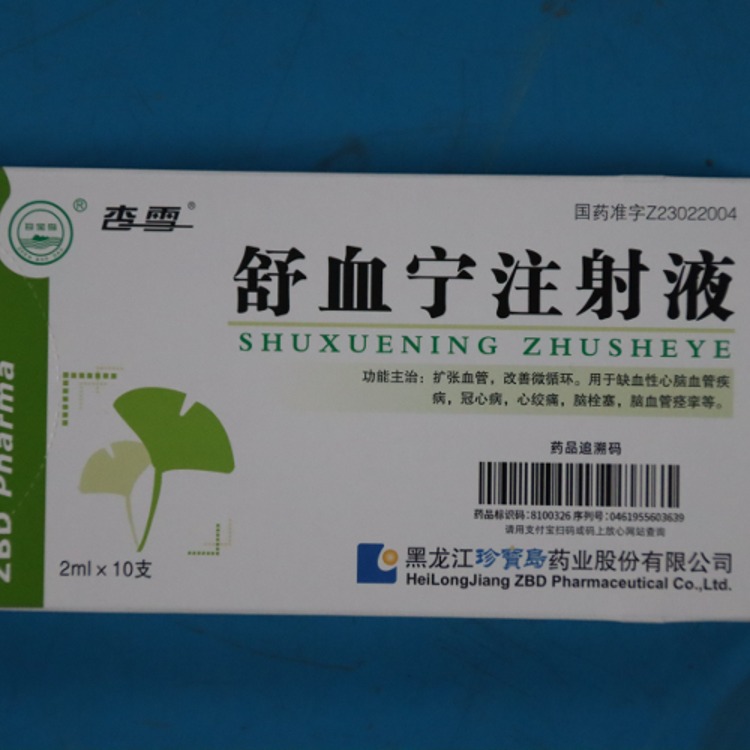 珍宝岛
®
杏雪®
国药准字Z23022004
舒血宁注射液
SHUXUENING ZHUSHEYE
功能主治：扩张血管，改善微循环。用于缺血性心脑血管疾
病，冠心病，心绞痛，脑栓塞，脑血管痉挛等。
药品追溯码
药品标识码：8100326 序列号：0461955603639
请用支付宝扫码或码上放心网站查询
2ml×10支
黑龙江珍寶島药业股份有限公司
HeiLongJiang ZBD Pharmaceutical Co.,Ltd.
ZBD Pharma